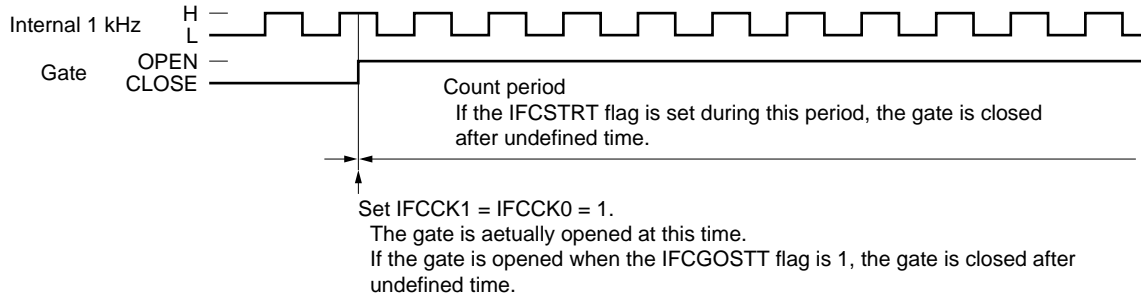 H
Internal 1 kHz
L
OPEN
Gate
CLOSE
Count period
If the IFCSTRT flag is set during this period, the gate is closed
after undefined time.
Set IFCCK1 = IFCCK0 = 1.
The gate is aetually opened at this time.
If the gate is opened when the IFCGOSTT flag is 1, the gate is closed after
undefined time.